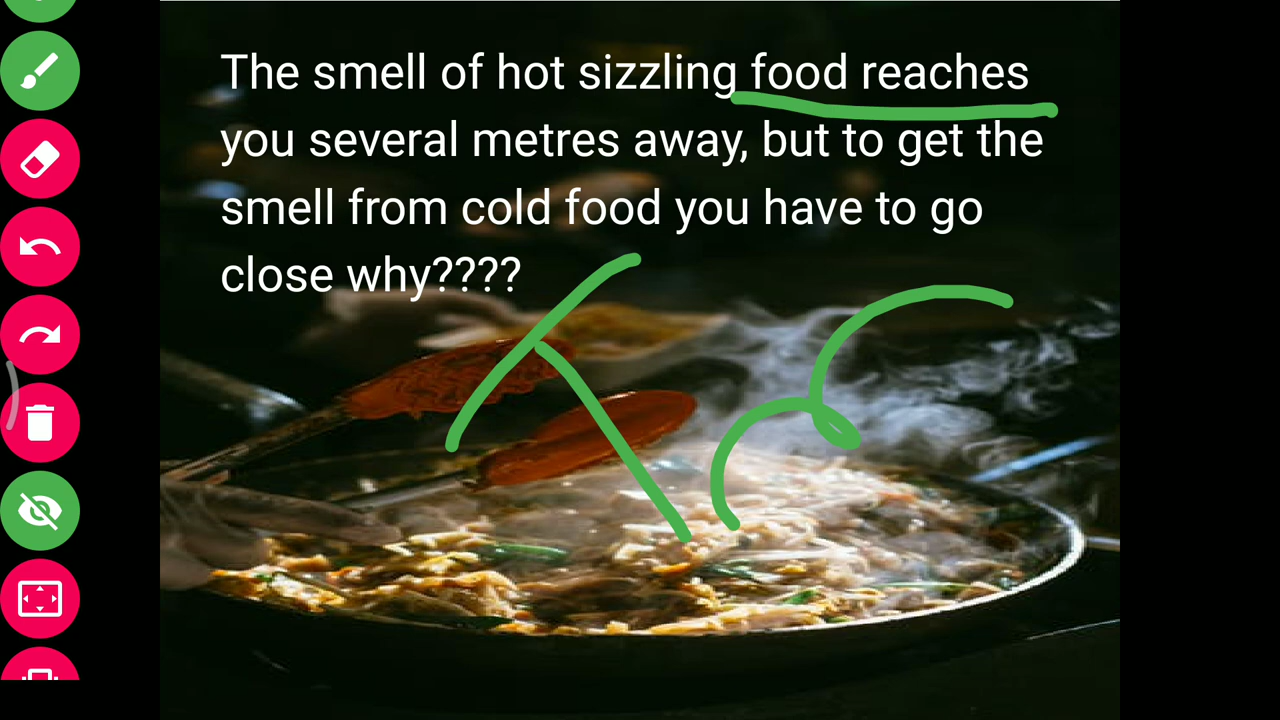 The smell of hot sizzling food reaches
you several metres away, but to get the
smell from cold food you have to go
close why????